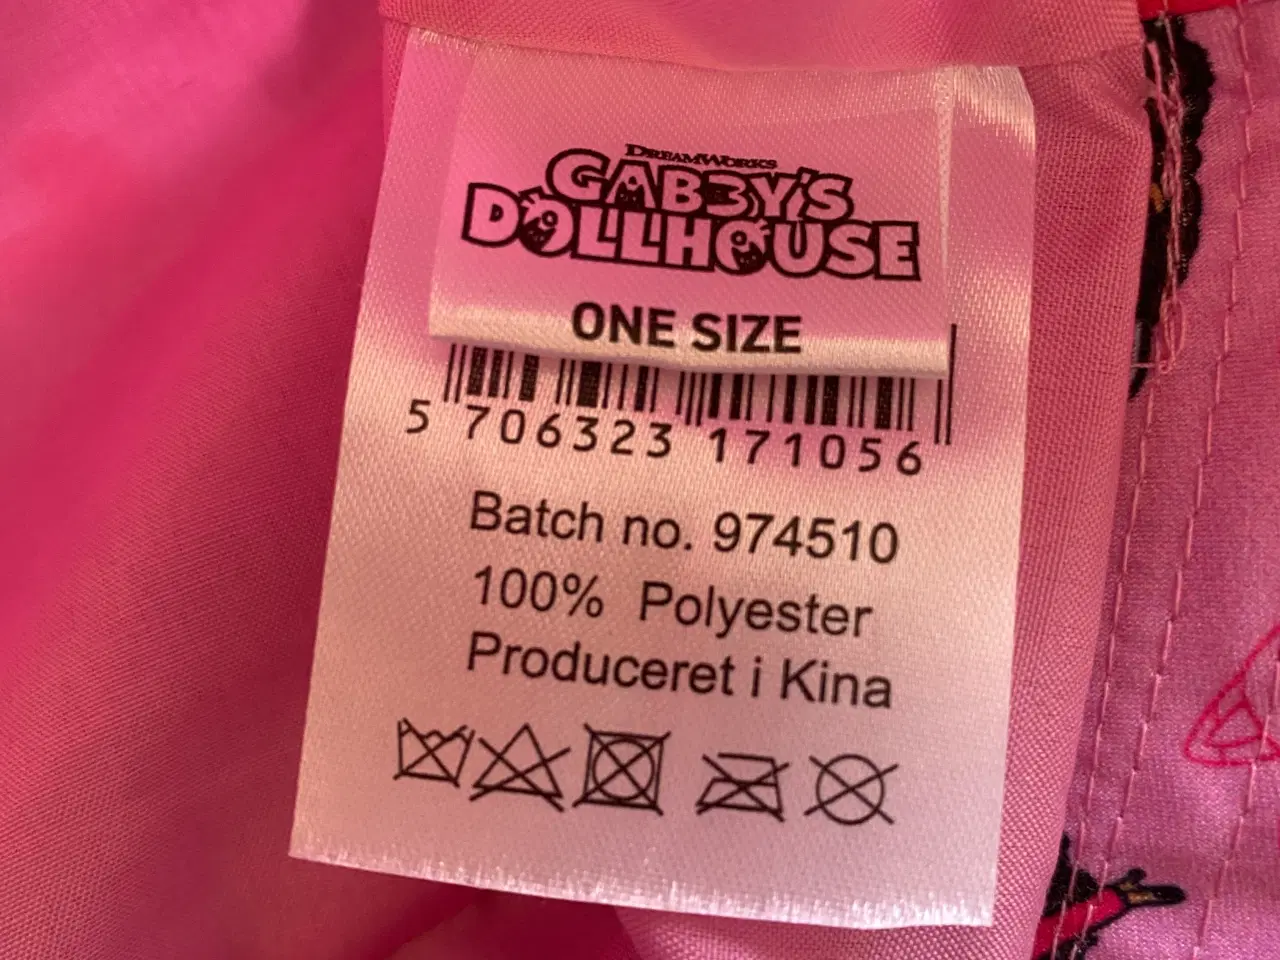 DREAMWORKS
GABBY'S
DOLLHOUSE
ONE SIZE
5 706323 171056
Batch no. 974510
100% Polyester
Produceret i Kina